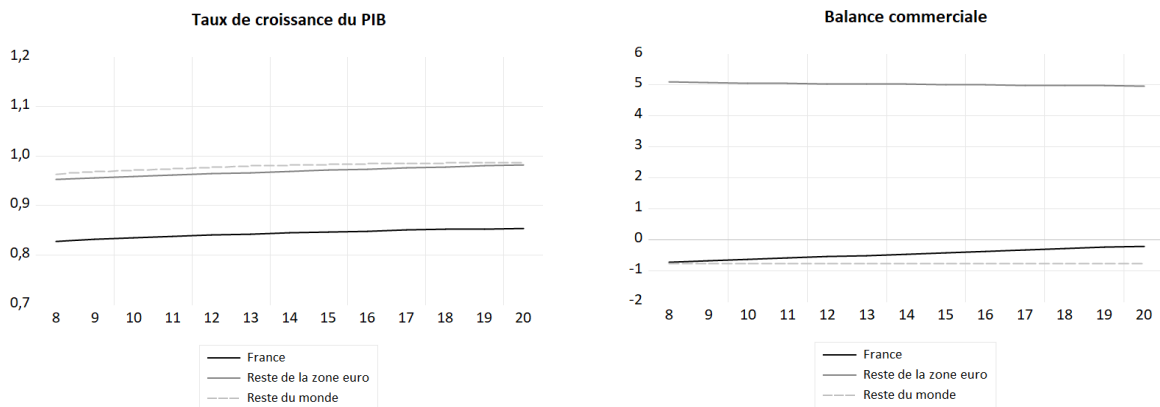 Taux de croissance du PIB
1,2
1,1
1,0
0,9
0,8
0,7
8 9 10 11 12 13 14 15 16 17 18 19 20
France
Reste de la zone euro
Reste du monde
Balance commerciale
6
5
4
3
2
1
0
-1
-2
8 9 10 11 12 13 14 15 16 17 18 19 20
France
Reste de la zone euro
Reste du monde